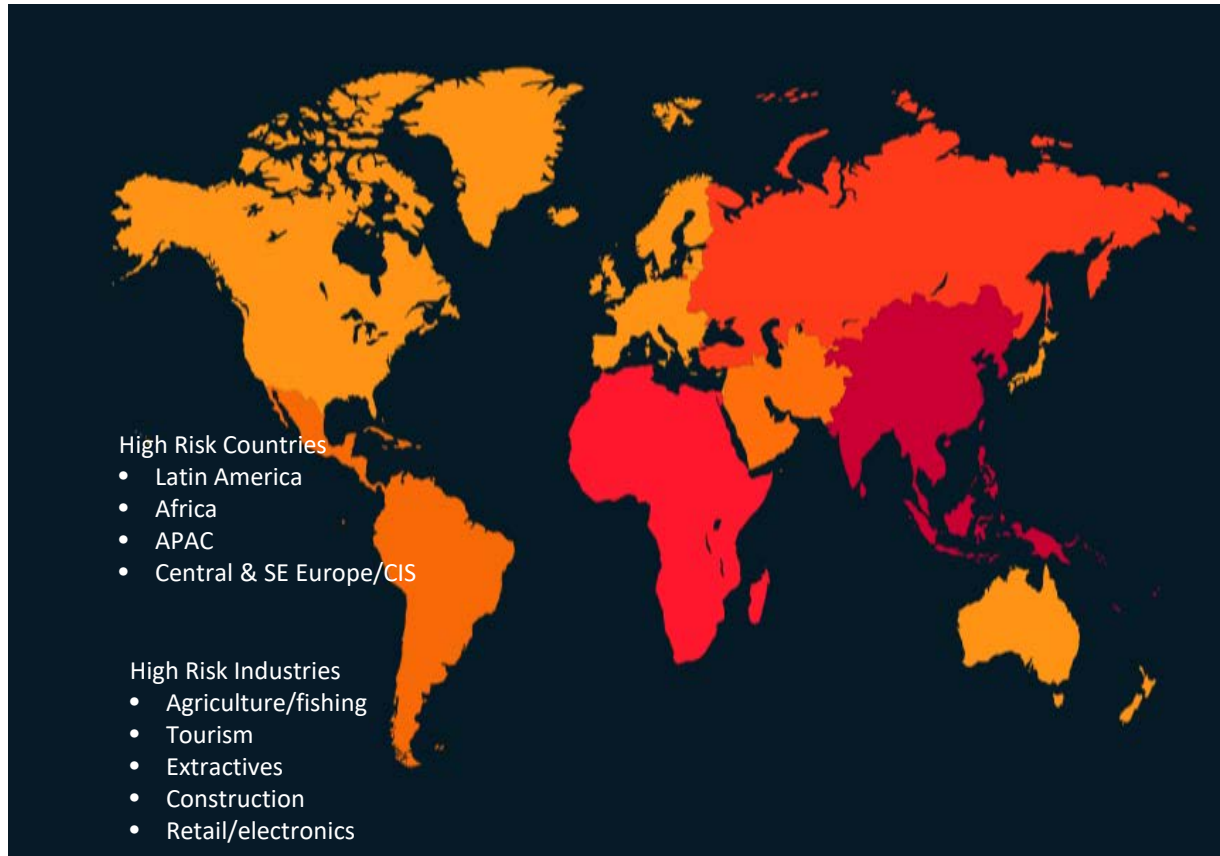 High Risk Countries
• Latin America
• Africa
• APAC
• Central & SE Europe/CIS
High Risk Industries
• Agriculture/fishing
• Tourism
• Extractives
• Construction
• Retail/electronics